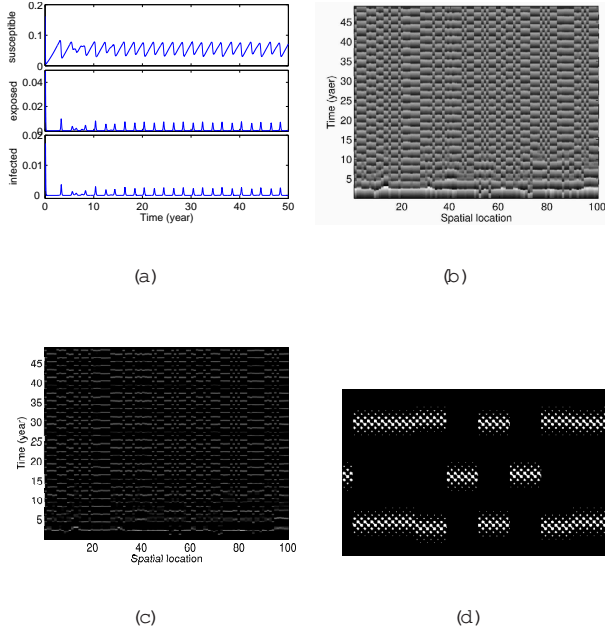 0.2
0.1
0
susceptible
0.04
0.02
0
exposed
0.02
0.01
0
infected
0 10 20 30 40 50
Time (year)
(a)
45
40
35
30
25
20
15
10
5
Time (yaer)
20 40 60 80 100
Spatial location
(b)
45
40
35
30
25
20
15
10
5
Time (year)
20 40 60 80 100
Spatial location
(c)
(d)